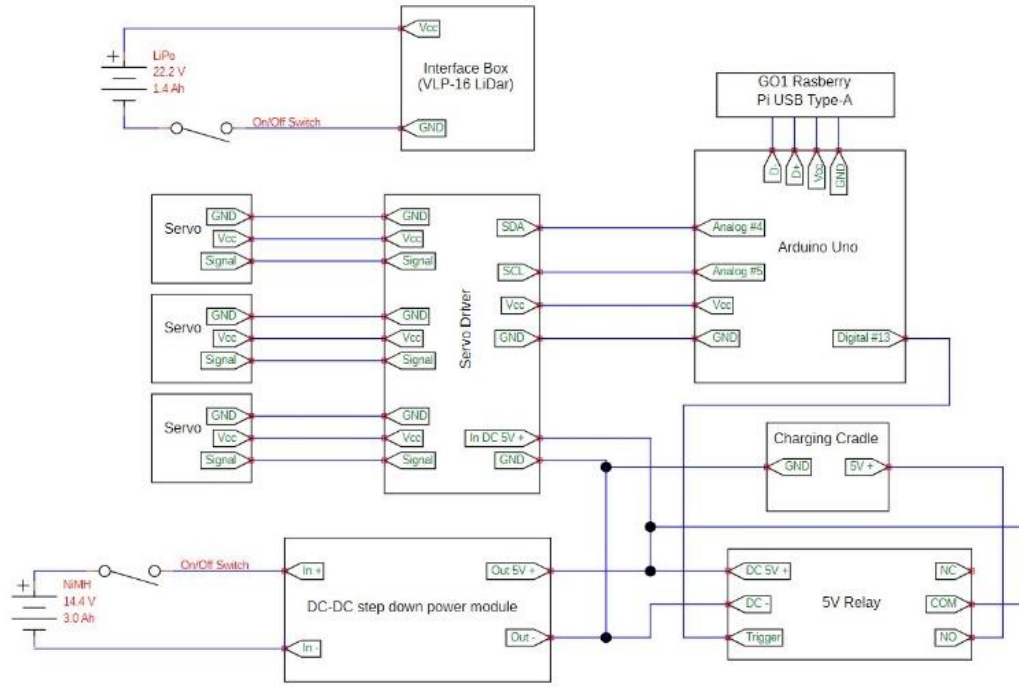 +
LiPo
22.2 V
1.4 Ah
On/Off Switch
Vcc
Interface Box
(VLP-16 LiDar)
GND
GO1 Rasberry
Pi USB Type-A
D-
D+
Vcc
GND
Arduino Uno
Analog #4
Analog #5
Vcc
GND
Digital #13
Servo
GND
Vcc
Signal
Servo
GND
Vcc
Signal
Servo
GND
Vcc
Signal
GND
Vcc
Signal
GND
Vcc
Signal
GND
Vcc
Signal
Servo Driver
SDA
SCL
Vcc
GND
In DC 5V +
GND
Charging Cradle
GND
5V +
+
NiMH
14.4 V
3.0 Ah
On/Off Switch
In +
In -
DC-DC step down power module
Out 5V +
Out -
DC 5V +
DC -
Trigger
5V Relay
NC
COM
NO